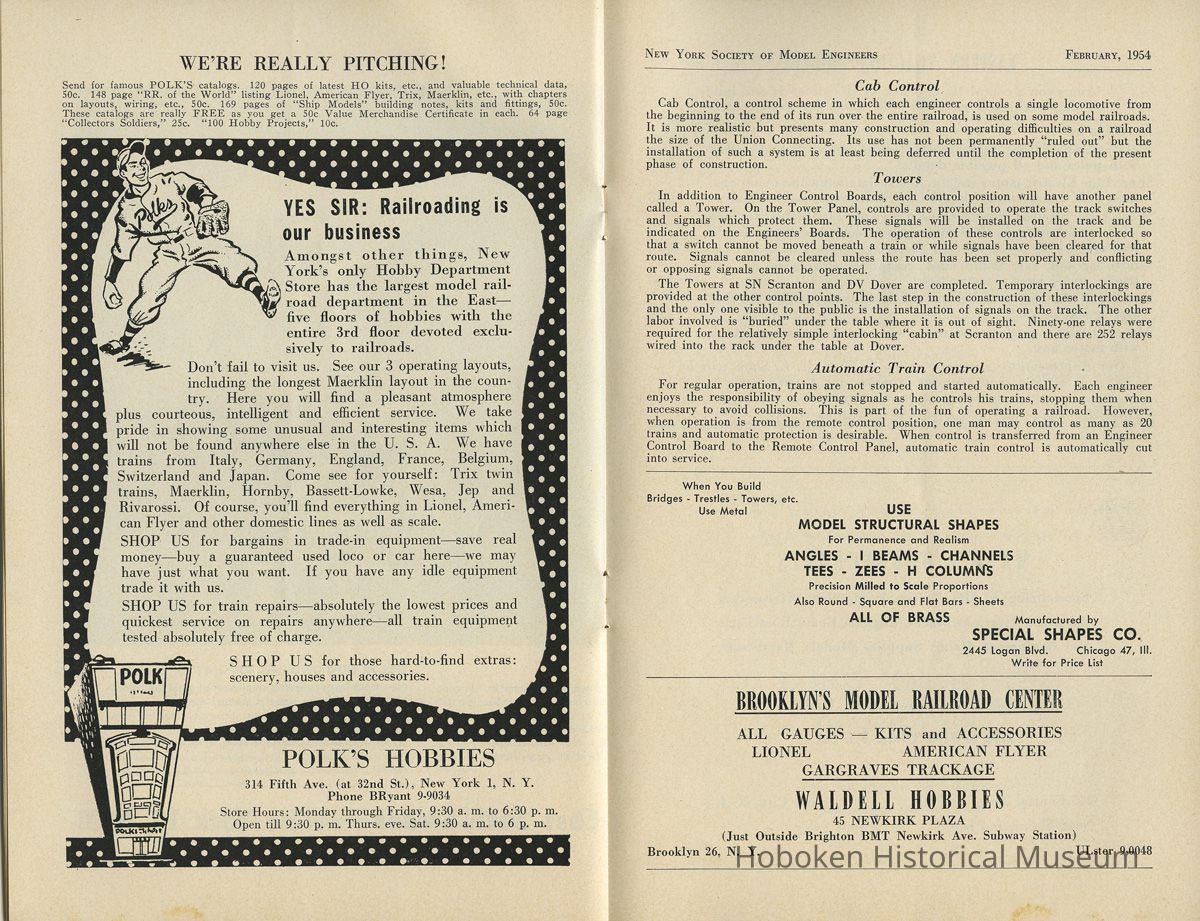 WE'RE REALLY PITCHING!
Send for famous POLK'S catalogs. 120 pages of latest HO kits, etc., and valuable technical data,
50c. 148 page "RR. of the World" listing Lionel, American Flyer, Trix, Maerklin, etc., with chapters
on layouts, wiring, etc., 50c. 169 pages of "Ship Models" building notes, kits and fittings, 50c.
These catalogs are really FREE as you get a 50c Value Merchandise Certificate in each. 64 page
"Collectors Soldiers," 25c. "100 Hobby Projects," 10c.
Polks
YES SIR: Railroading is
our business
Amongst other things, New
York's only Hobby Department
Store has the largest model rail-
road department in the East—
five floors of hobbies with the
entire 3rd floor devoted exclu-
sively to railroads.
Don't fail to visit us. See our 3 operating layouts,
including the longest Maerklin layout in the coun-
try. Here you will find a pleasant atmosphere
plus courteous, intelligent and efficient service. We take
pride in showing some unusual and interesting items which
will not be found anywhere else in the U. S. A. We have
trains from Italy, Germany, England, France, Belgium,
Switzerland and Japan. Come see for yourself: Trix twin
trains, Maerklin, Hornby, Bassett-Lowke, Wesa, Jep and
Rivarossi. Of course, you'll find everything in Lionel, Ameri-
can Flyer and other domestic lines as well as scale.
SHOP US for bargains in trade-in equipment—save real
money—buy a guaranteed used loco or car here—we may
have just what you want. If you have any idle equipment
trade it with us.
SHOP US for train repairs—absolutely the lowest prices and
quickest service on repairs anywhere—all train equipment
tested absolutely free of charge.
SHOP US for those hard-to-find extras:
scenery, houses and accessories.
POLK
POLK'S HOBBIES
314 Fifth Ave. (at 32nd St.), New York 1, N. Y.
Phone BRyant 9-9034
Store Hours: Monday through Friday, 9:30 a. m. to 6:30 p. m.
Open till 9:30 p. m. Thurs. eve. Sat. 9:30 a. m. to 6 p. m.
NEW YORK SOCIETY OF MODEL ENGINEERS FEBRUARY, 1954
Cab Control
Cab Control, a control scheme in which each engineer controls a single locomotive from
the beginning to the end of its run over the entire railroad, is used on some model railroads.
It is more realistic but presents many construction and operating difficulties on a railroad
the size of the Union Connecting. Its use has not been permanently "ruled out" but the
installation of such a system is at least being deferred until the completion of the present
phase of construction.
Towers
In addition to Engineer Control Boards, each control position will have another panel
called a Tower. On the Tower Panel, controls are provided to operate the track switches
and signals which protect them. These signals will be installed on the track and be
indicated on the Engineers' Boards. The operation of these controls are interlocked so
that a switch cannot be moved beneath a train or while signals have been cleared for that
route. Signals cannot be cleared unless the route has been set properly and conflicting
or opposing signals cannot be operated.
The Towers at SN Scranton and DV Dover are completed. Temporary interlockings are
provided at the other control points. The last step in the construction of these interlockings
and the only one visible to the public is the installation of signals on the track. The other
labor involved is "buried" under the table where it is out of sight. Ninety-one relays were
required for the relatively simple interlocking "cabin" at Scranton and there are 252 relays
wired into the rack under the table at Dover.
Automatic Train Control
For regular operation, trains are not stopped and started automatically. Each engineer
enjoys the responsibility of obeying signals as he controls his trains, stopping them when
necessary to avoid collisions. This is part of the fun of operating a railroad. However,
when operation is from the remote control position, one man may control as many as 20
trains and automatic protection is desirable. When control is transferred from an Engineer
Control Board to the Remote Control Panel, automatic train control is automatically cut
into service.
When You Build
Bridges - Trestles - Towers, etc.
Use Metal
USE
MODEL STRUCTURAL SHAPES
For Permanence and Realism
ANGLES - I BEAMS - CHANNELS
TEES - ZEES - H COLUMNS
Precision Milled to Scale Proportions
Also Round - Square and Flat Bars - Sheets
ALL OF BRASS
Manufactured by
SPECIAL SHAPES CO.
2445 Logan Blvd. Chicago 47, Ill.
Write for Price List
BROOKLYN'S MODEL RAILROAD CENTER
ALL GAUGES — KITS and ACCESSORIES
LIONEL AMERICAN FLYER
GARGRAVES TRACKAGE
WALDELL HOBBIES
45 NEWKIRK PLAZA
(Just Outside Brighton BMT Newkirk Ave. Subway Station)
Brooklyn 26, N. Y. ULster 9-0048
Hoboken Historical Museum